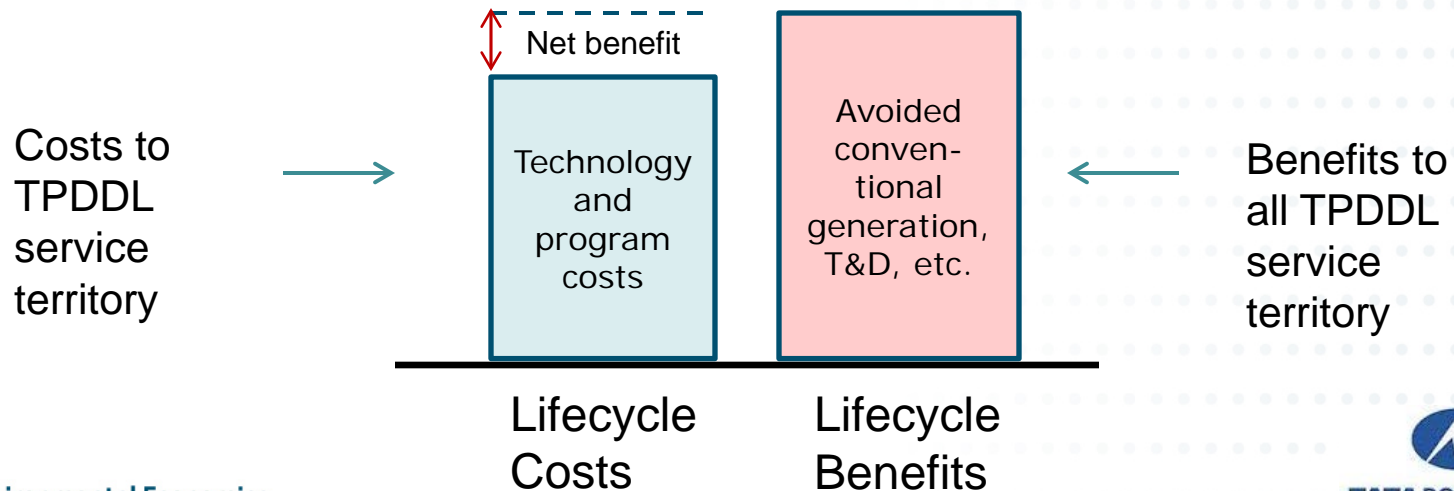 Net benefit
Costs to
TPDDL
service
territory
Technology
and
program
costs
Avoided
conven-
tional
generation,
T&D, etc.
Benefits to
all TPDDL
service
territory
Lifecycle
Costs
Lifecycle
Benefits